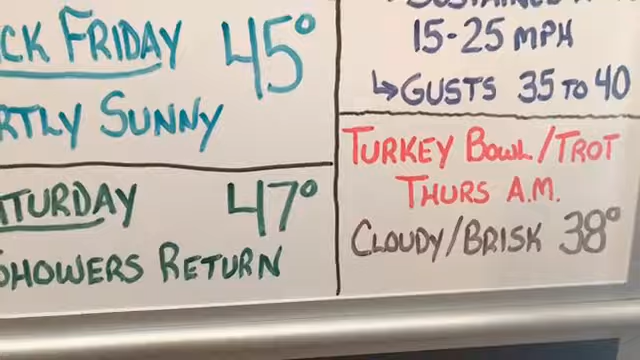 CK FRIDAY 45°
RTLY SUNNY
TURDAY 47°
SHOWERS RETURN
15-25 MPH
↳GUSTS 35 TO 40
TURKEY BOWL/TROT
THURS A.M.
CLOUDY/BRISK 38°